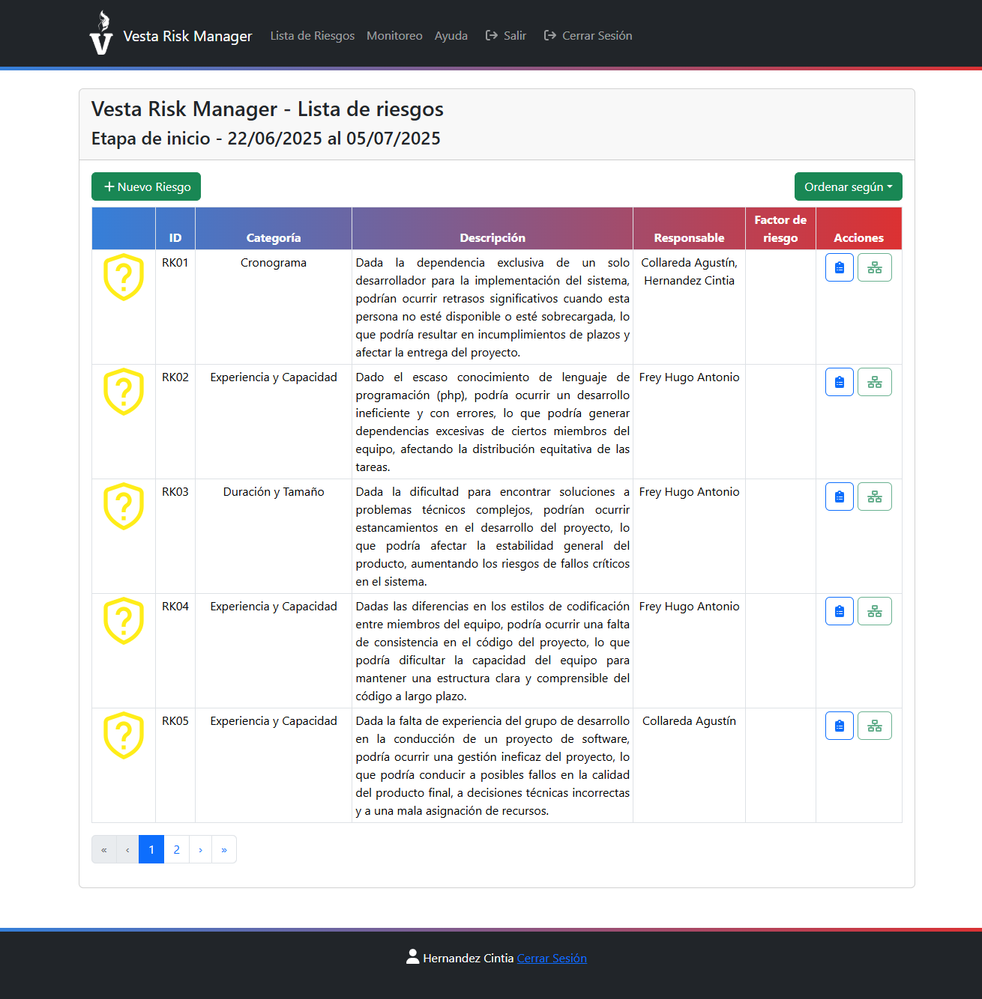 Vesta Risk Manager Lista de Riesgos Monitoreo Ayuda Salir Cerrar Sesión
Vesta Risk Manager - Lista de riesgos
Etapa de inicio - 22/06/2025 al 05/07/2025
Nuevo Riesgo Ordenar según
ID Categoría Descripción Responsable Factor de riesgo Acciones
RK01 Cronograma
Dada la dependencia exclusiva de un solo
desarrollador para la implementación del sistema,
podrían ocurrir retrasos significativos cuando esta
persona no esté disponible o esté sobrecargada, lo
que podría resultar en incumplimientos de plazos y
afectar la entrega del proyecto.
Collareda Agustín,
Hernandez Cintia
RK02 Experiencia y Capacidad
Dado el escaso conocimiento de lenguaje de
programación (php), podría ocurrir un desarrollo
ineficiente y con errores, lo que podría generar
dependencias excesivas de ciertos miembros del
equipo, afectando la distribución equitativa de las
tareas.
Frey Hugo Antonio
RK03 Duración y Tamaño
Dada la dificultad para encontrar soluciones a
problemas técnicos complejos, podrían ocurrir
estancamientos en el desarrollo del proyecto, lo
que podría afectar la estabilidad general del
producto, aumentando los riesgos de fallos críticos
en el sistema.
Frey Hugo Antonio
RK04 Experiencia y Capacidad
Dadas las diferencias en los estilos de codificación
entre miembros del equipo, podría ocurrir una falta
de consistencia en el código del proyecto, lo que
podría dificultar la capacidad del equipo para
mantener una estructura clara y comprensible del
código a largo plazo.
Frey Hugo Antonio
RK05 Experiencia y Capacidad
Dada la falta de experiencia del grupo de desarrollo
en la conducción de un proyecto de software,
podría ocurrir una gestión ineficaz del proyecto, lo
que podría conducir a posibles fallos en la calidad
del producto final, a decisiones técnicas incorrectas
y a una mala asignación de recursos.
Collareda Agustín
« ‹ 1 2 › »
Hernandez Cintia Cerrar Sesión